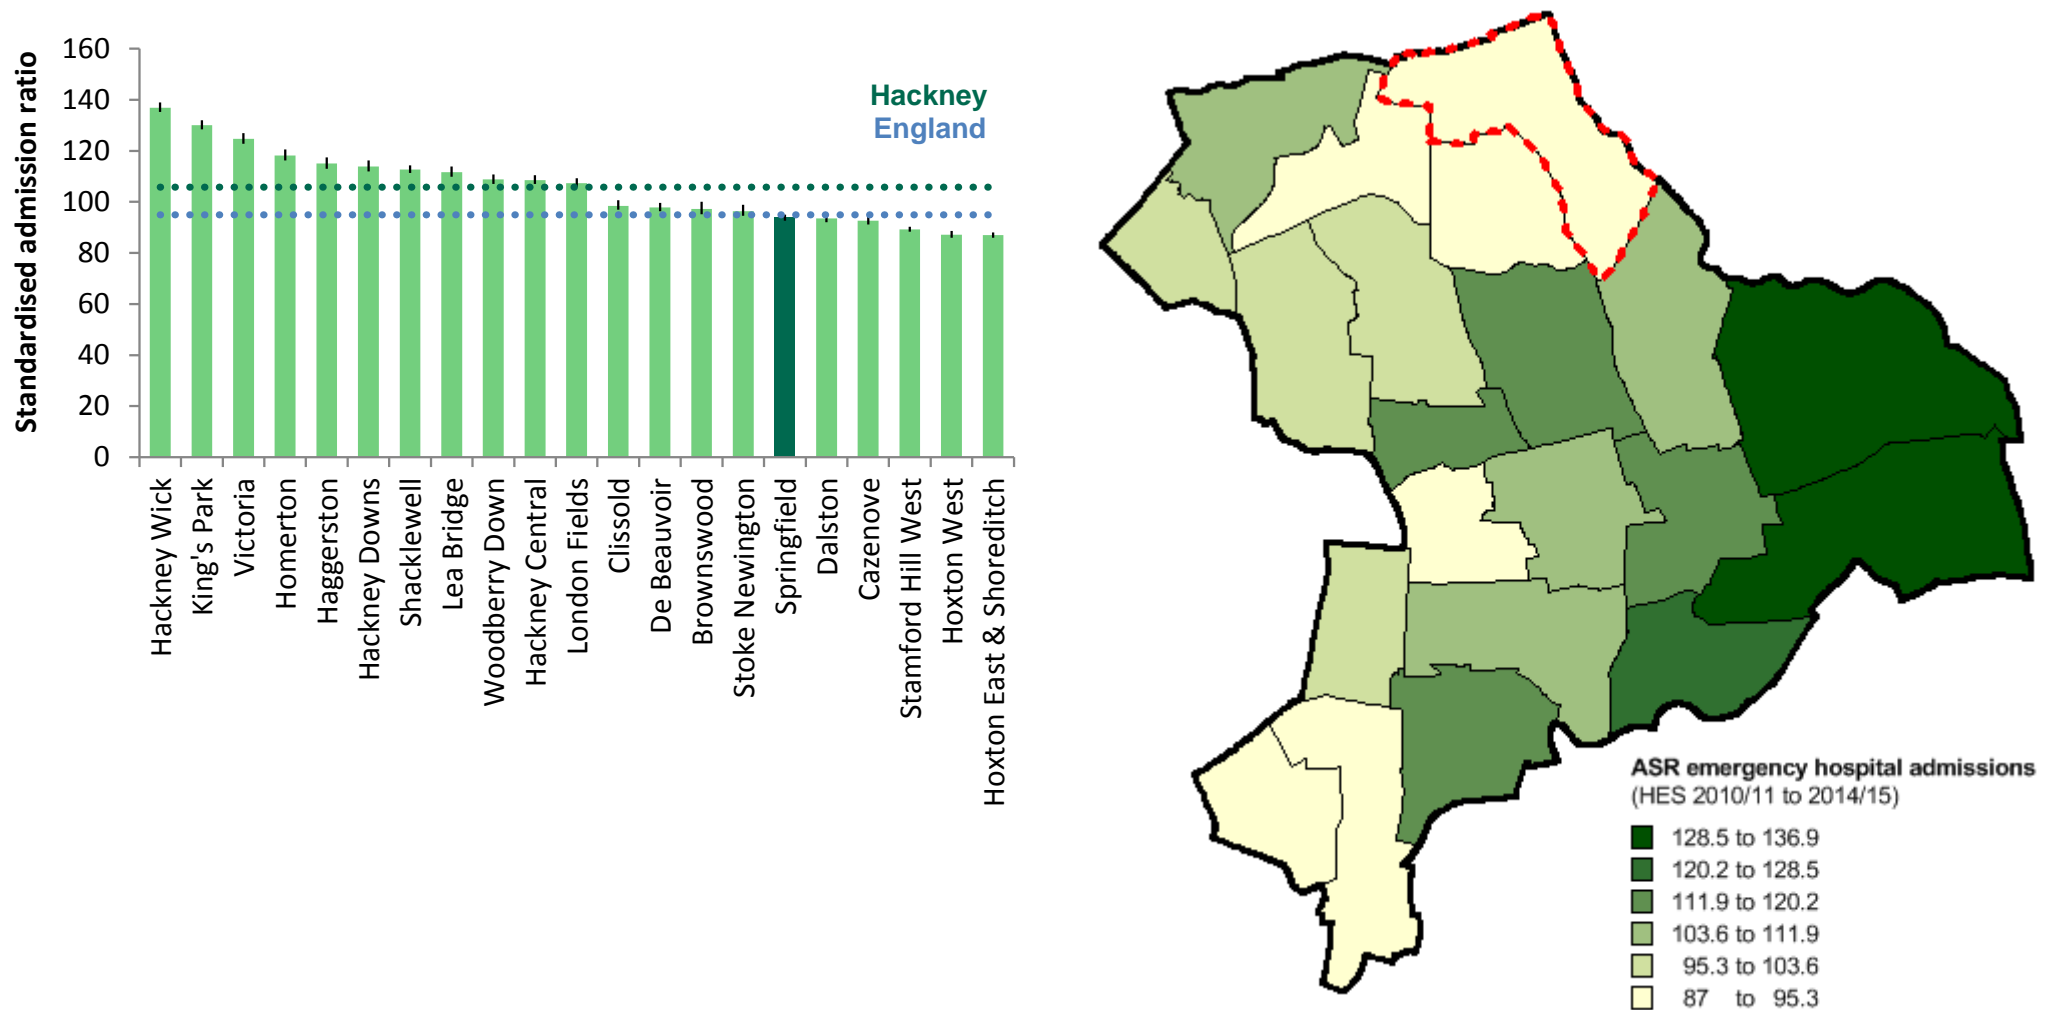 Standardised admission ratio
160
140
120
100
80
60
40
20
0
Hackney
England
Hackney Wick
King's Park
Victoria
Homerton
Haggerston
Hackney Downs
Shacklewell
Lea Bridge
Woodberry Down
Hackney Central
London Fields
Clissold
De Beauvoir
Brownswood
Stoke Newington
Springfield
Dalston
Cazenove
Stamford Hill West
Hoxton West
Hoxton East & Shoreditch
ASR emergency hospital admissions
(HES 2010/11 to 2014/15)
128.5 to 136.9
120.2 to 128.5
111.9 to 120.2
103.6 to 111.9
95.3 to 103.6
87 to 95.3